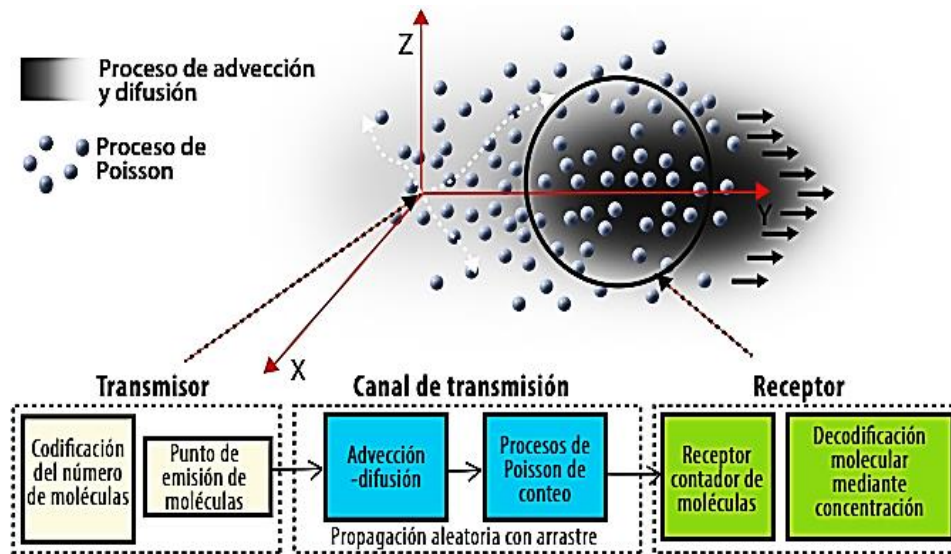 Z
Proceso de advección
y difusión
Proceso de
Poisson
Y
X
Transmisor
Canal de transmisión
Receptor
Codificación
del número
de moléculas
Punto de
emisión de
moléculas
Advección
-difusión
Procesos de
Poisson de
conteo
Propagación aleatoria con arrastre
Receptor
contador de
moléculas
Decodificación
molecular
mediante
concentración